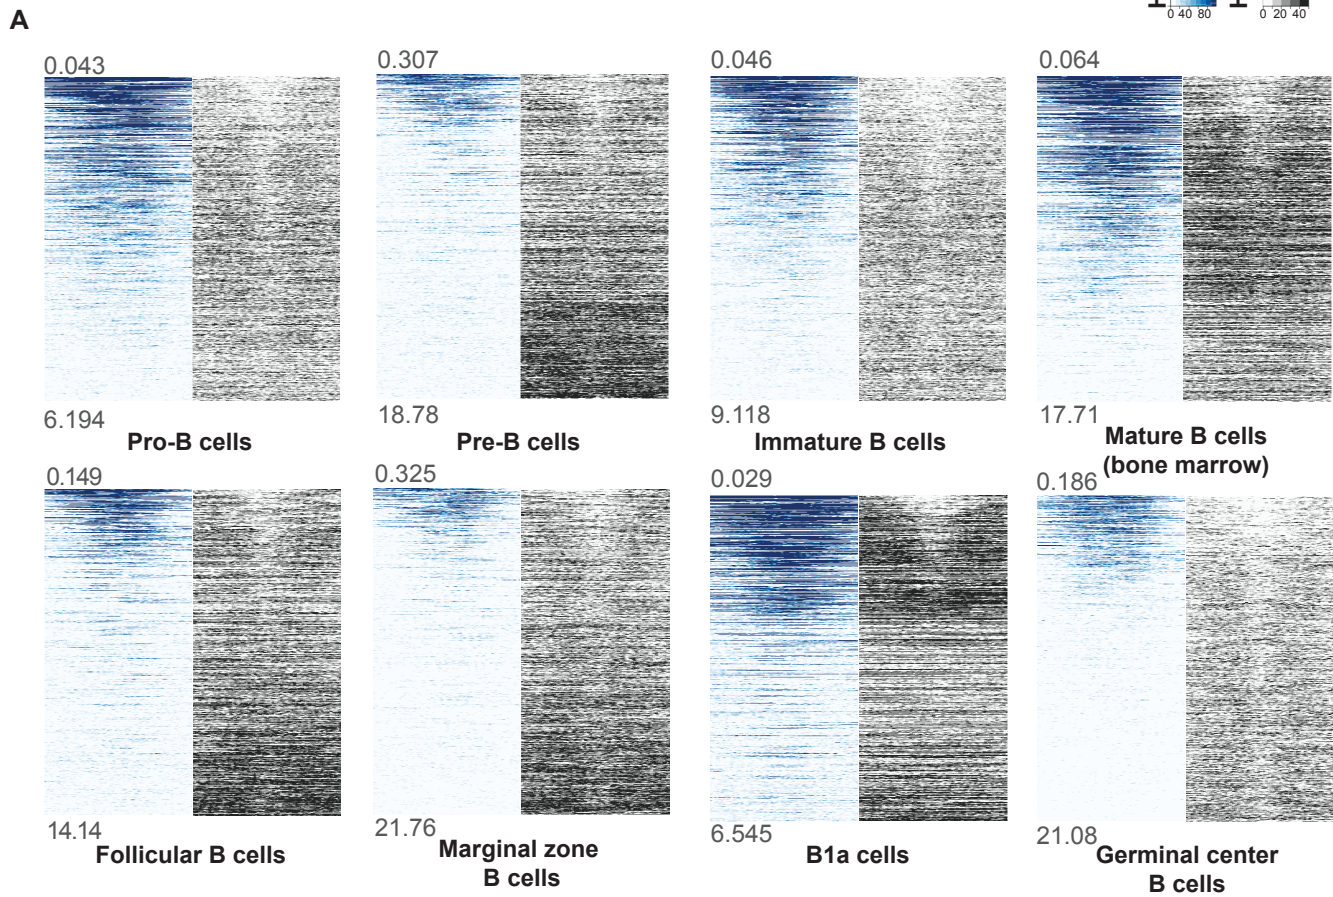 A
0 40 80
0 20 40
0.043
0.307
0.046
0.064
6.194
18.78
9.118
17.71
Pro-B cells
Pre-B cells
Immature B cells
Mature B cells
(bone marrow)
0.149
0.325
0.029
0.186
14.14
21.76
6.545
21.08
Follicular B cells
Marginal zone
B cells
B1a cells
Germinal center
B cells